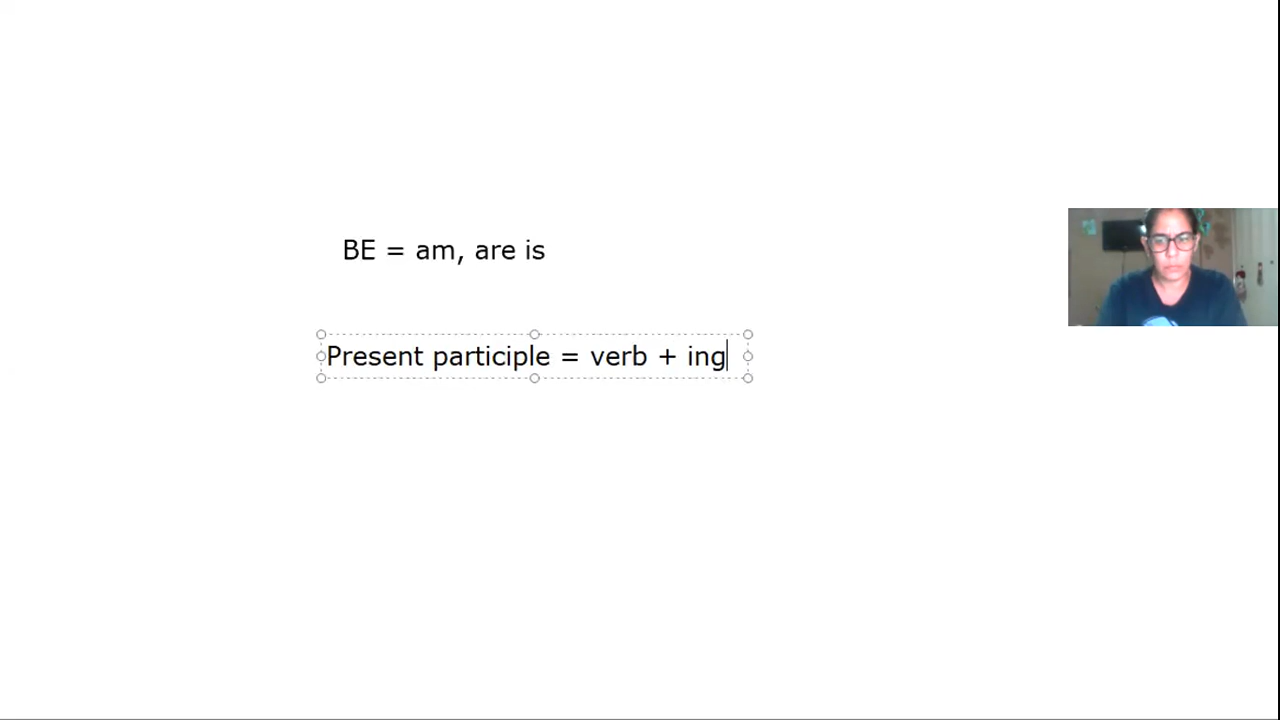 BE = am, are is
Present participle = verb + ing